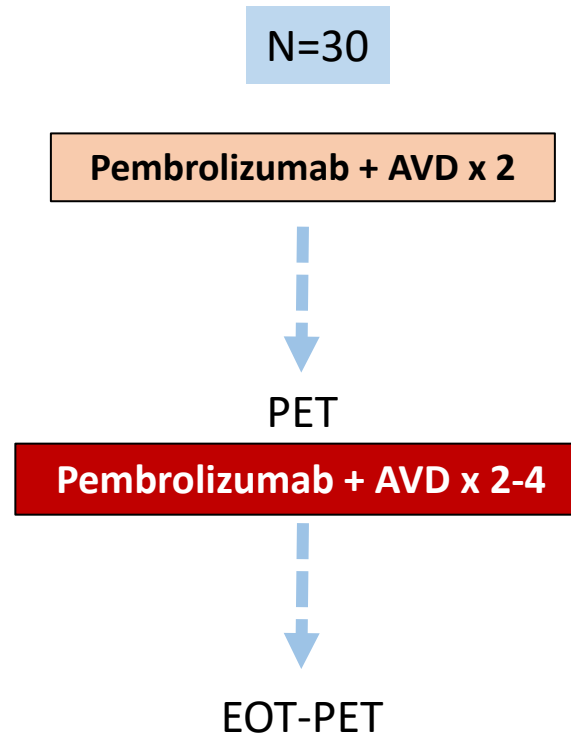 N=30
Pembrolizumab + AVD x 2
PET
Pembrolizumab + AVD x 2-4
EOT-PET